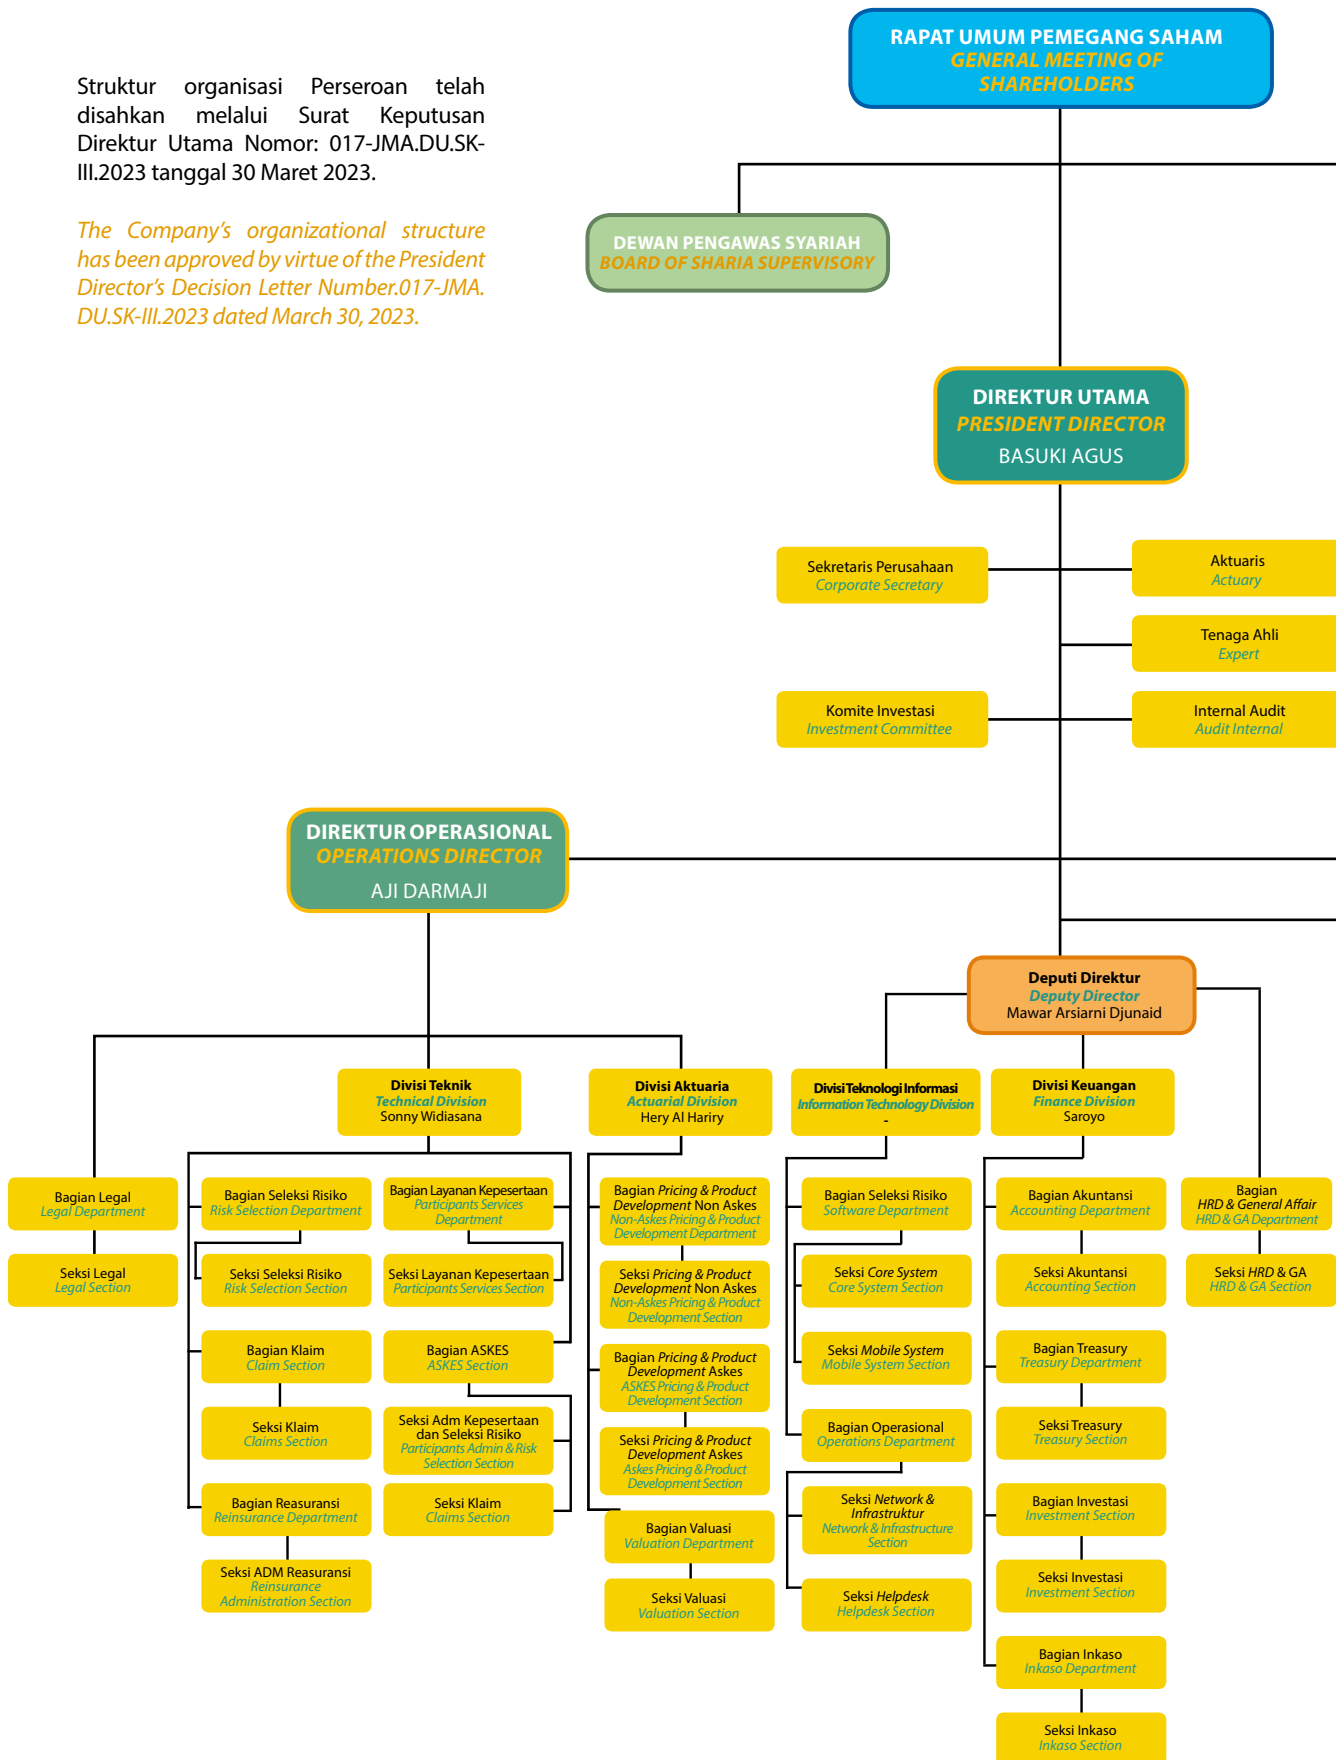 Struktur organisasi Perseroan telah
disahkan melalui Surat Keputusan
Direktur Utama Nomor: 017-JMA.DU.SK-
III.2023 tanggal 30 Maret 2023.
The Company's organizational structure
has been approved by virtue of the President
Director's Decision Letter Number.017-JMA.
DU.SK-III.2023 dated March 30, 2023.
RAPAT UMUM PEMEGANG SAHAM
GENERAL MEETING OF
SHAREHOLDERS
DEWAN PENGAWAS SYARIAH
BOARD OF SHARIA SUPERVISORY
DIREKTUR UTAMA
PRESIDENT DIRECTOR
BASUKI AGUS
Sekretaris Perusahaan
Corporate Secretary
Aktuaris
Actuary
Tenaga Ahli
Expert
Komite Investasi
Investment Committee
Internal Audit
Audit Internal
DIREKTUR OPERASIONAL
OPERATIONS DIRECTOR
AJI DARMAJI
Deputi Direktur
Deputy Director
Mawar Arsiarni Djunaid
Divisi Teknik
Technical Division
Sonny Widiasana
Divisi Aktuaria
Actuarial Division
Hery Al Hariry
Divisi Teknologi Informasi
Information Technology Division
-
Divisi Keuangan
Finance Division
Saroyo
Bagian Legal
Legal Department
Seksi Legal
Legal Section
Bagian Seleksi Risiko
Risk Selection Department
Seksi Seleksi Risiko
Risk Selection Section
Bagian Klaim
Claim Section
Seksi Klaim
Claims Section
Bagian Reasuransi
Reinsurance Department
Seksi ADM Reasuransi
Reinsurance
Administration Section
Bagian Layanan Kepesertaan
Participants Services
Department
Seksi Layanan Kepesertaan
Participants Services Section
Bagian ASKES
ASKES Section
Seksi Adm Kepesertaan
dan Seleksi Risiko
Participants Admin & Risk
Selection Section
Seksi Klaim
Claims Section
Bagian Pricing & Product
Development Non Askes
Non-Askes Pricing & Product
Development Department
Seksi Pricing & Product
Development Non Askes
Non-Askes Pricing & Product
Development Section
Bagian Pricing & Product
Development Askes
ASKES Pricing & Product
Development Section
Seksi Pricing & Product
Development Askes
Askes Pricing & Product
Development Section
Bagian Valuasi
Valuation Department
Seksi Valuasi
Valuation Section
Bagian Seleksi Risiko
Software Department
Seksi Core System
Core System Section
Seksi Mobile System
Mobile System Section
Bagian Operasional
Operations Department
Seksi Network &
Infrastruktur
Network & Infrastructure
Section
Seksi Helpdesk
Helpdesk Section
Bagian Akuntansi
Accounting Department
Seksi Akuntansi
Accounting Section
Bagian Treasury
Treasury Department
Seksi Treasury
Treasury Section
Bagian Investasi
Investment Section
Seksi Investasi
Investment Section
Bagian Inkaso
Inkaso Department
Seksi Inkaso
Inkaso Section
Bagian
HRD & General Affair
HRD & GA Department
Seksi HRD & GA
HRD & GA Section